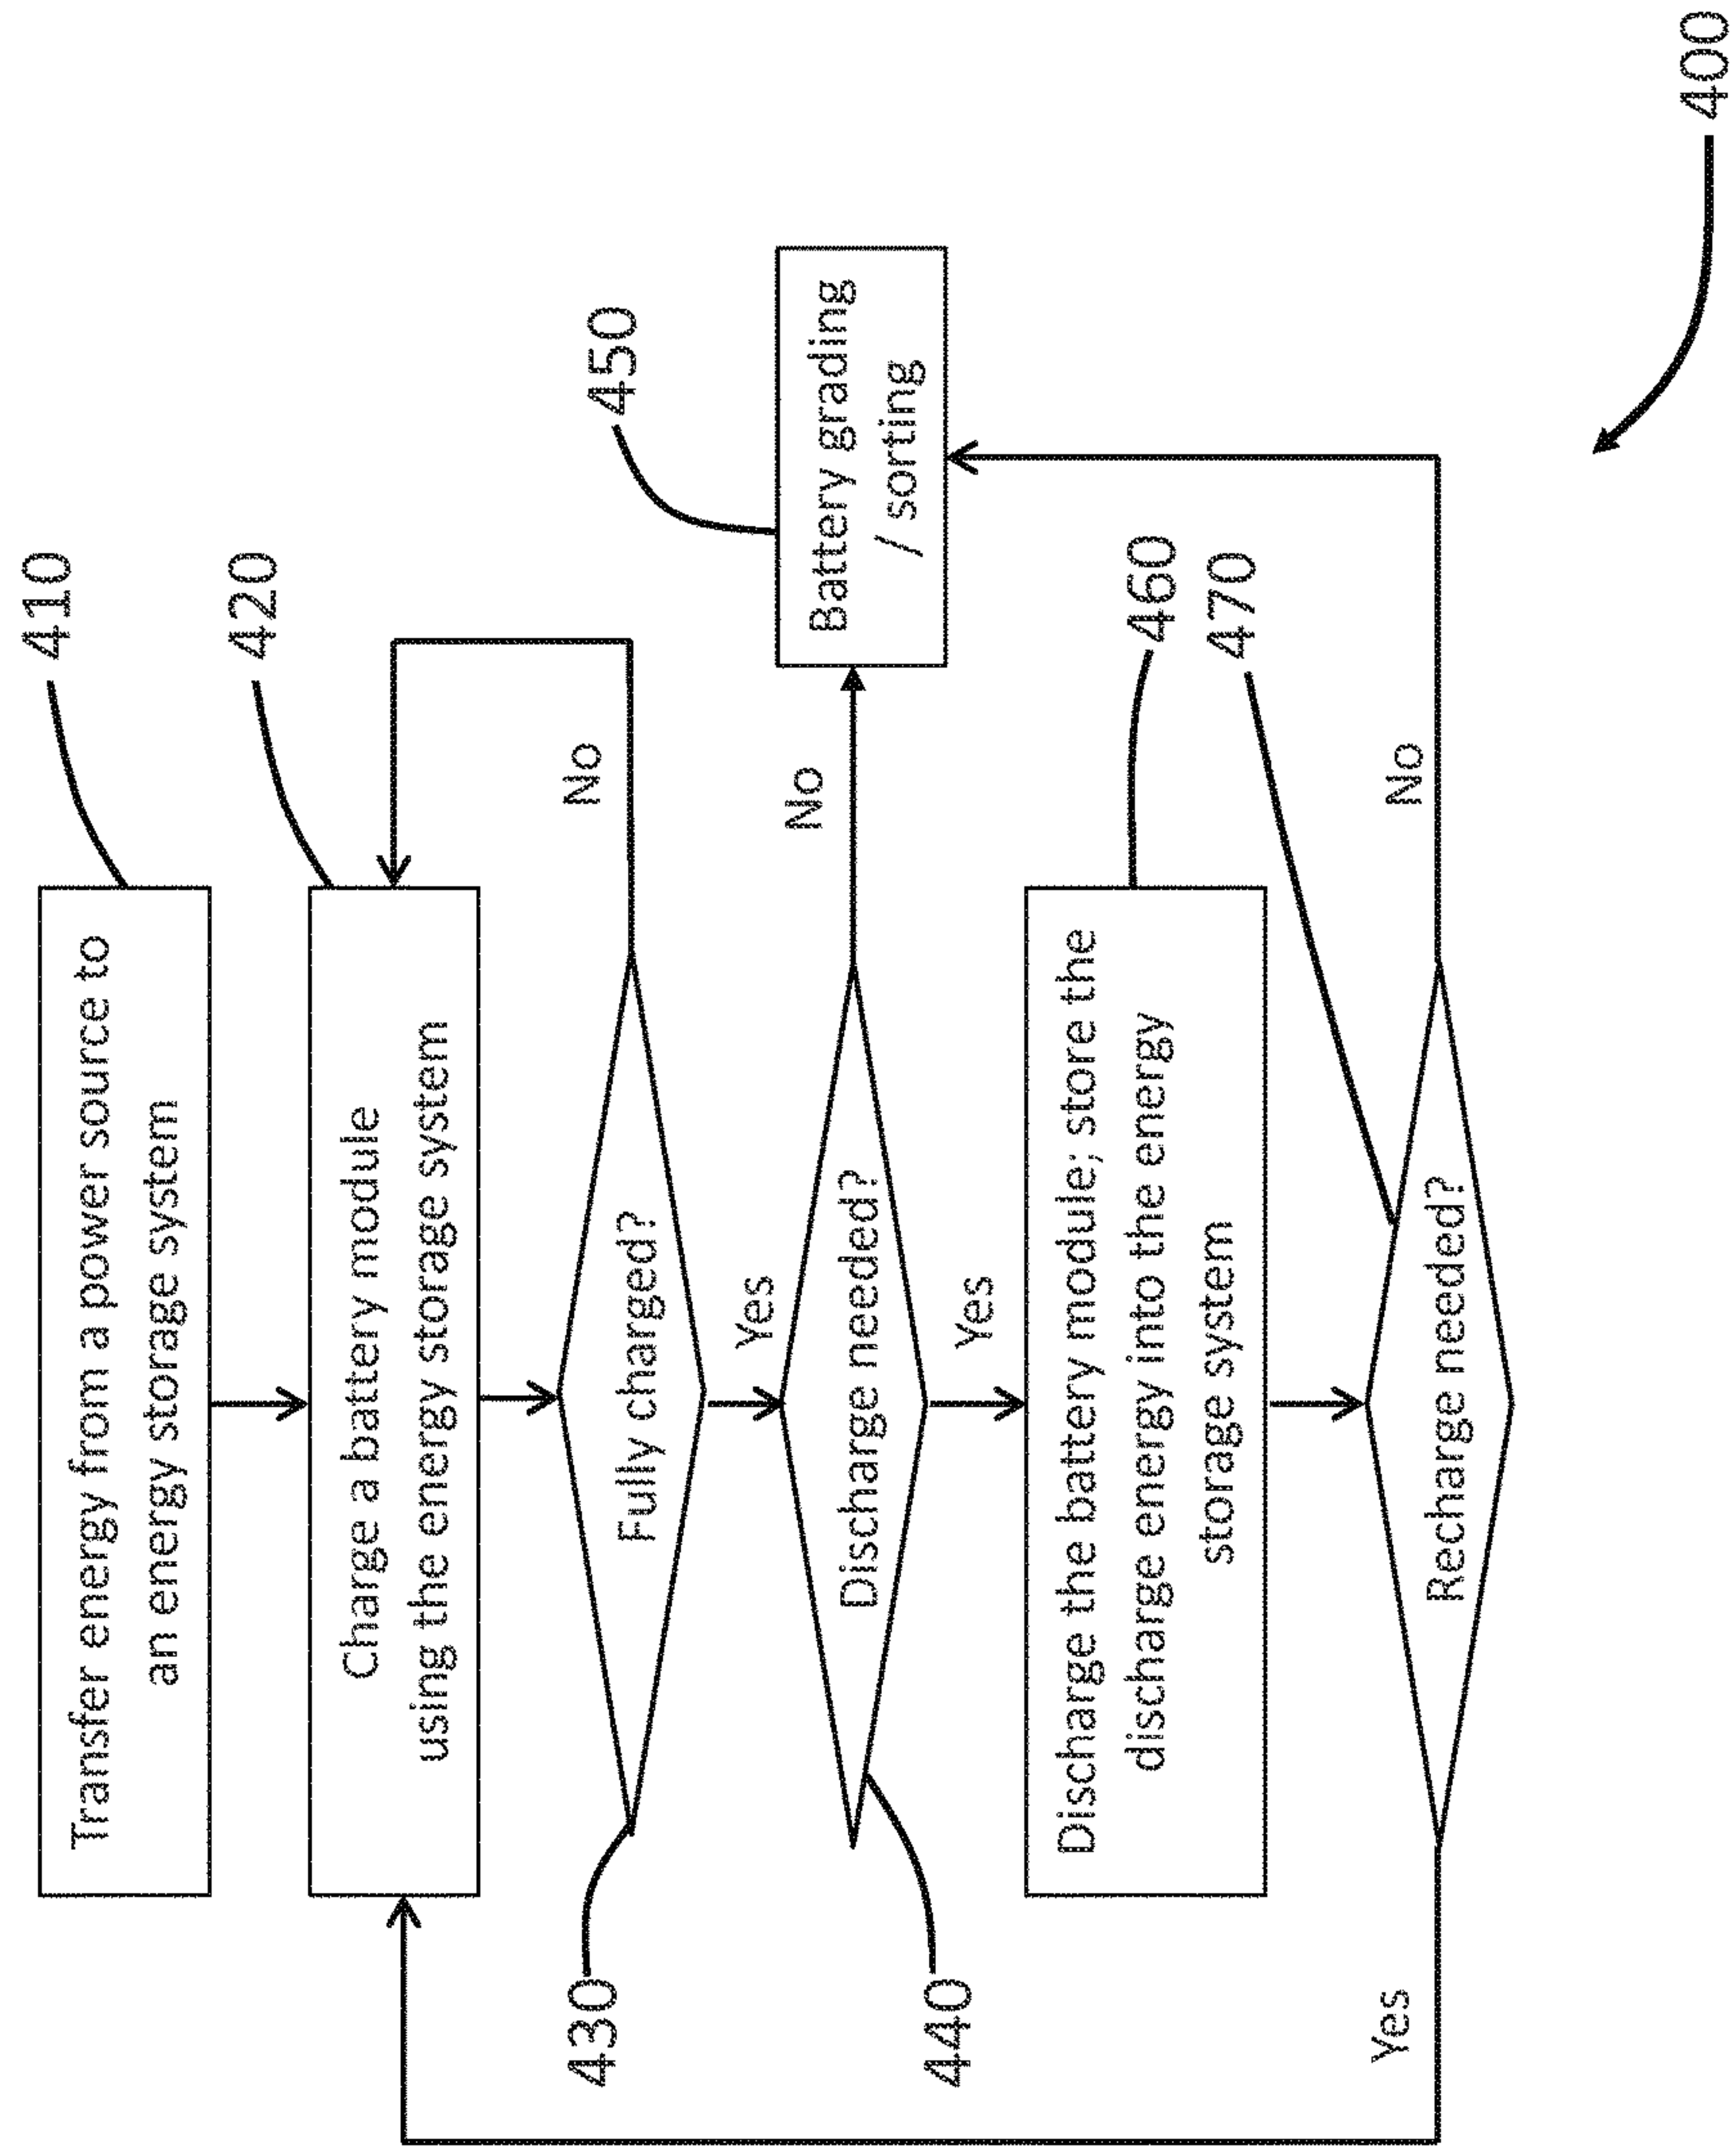 410
Transfer energy from a power source to
an energy storage system
420
Charge a battery module
using the energy storage system
430
Fully charged?
No
Yes
440
Discharge needed?
No
450
Battery grading
/ sorting
Yes
460
Discharge the battery module; store the
discharge energy into the energy
storage system
470
Recharge needed?
Yes
No
400